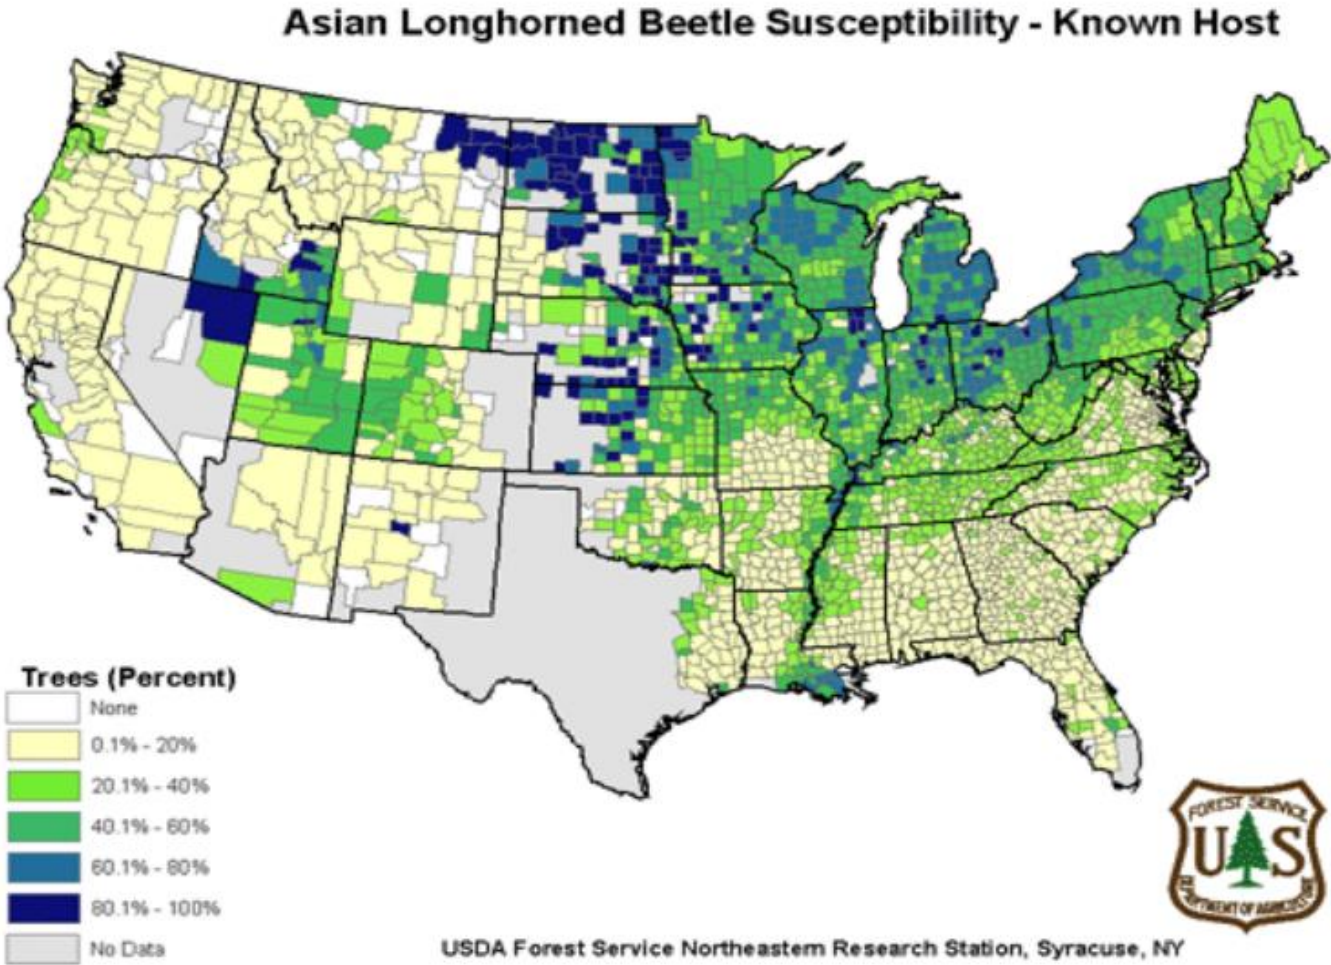 Asian Longhorned Beetle Susceptibility - Known Host
Trees (Percent)
None
0.1% - 20%
20.1% - 40%
40.1% - 60%
60.1% - 80%
80.1% - 100%
No Data
FOREST SERVICE
U S
DEPARTMENT OF AGRICULTURE
USDA Forest Service Northeastern Research Station, Syracuse, NY